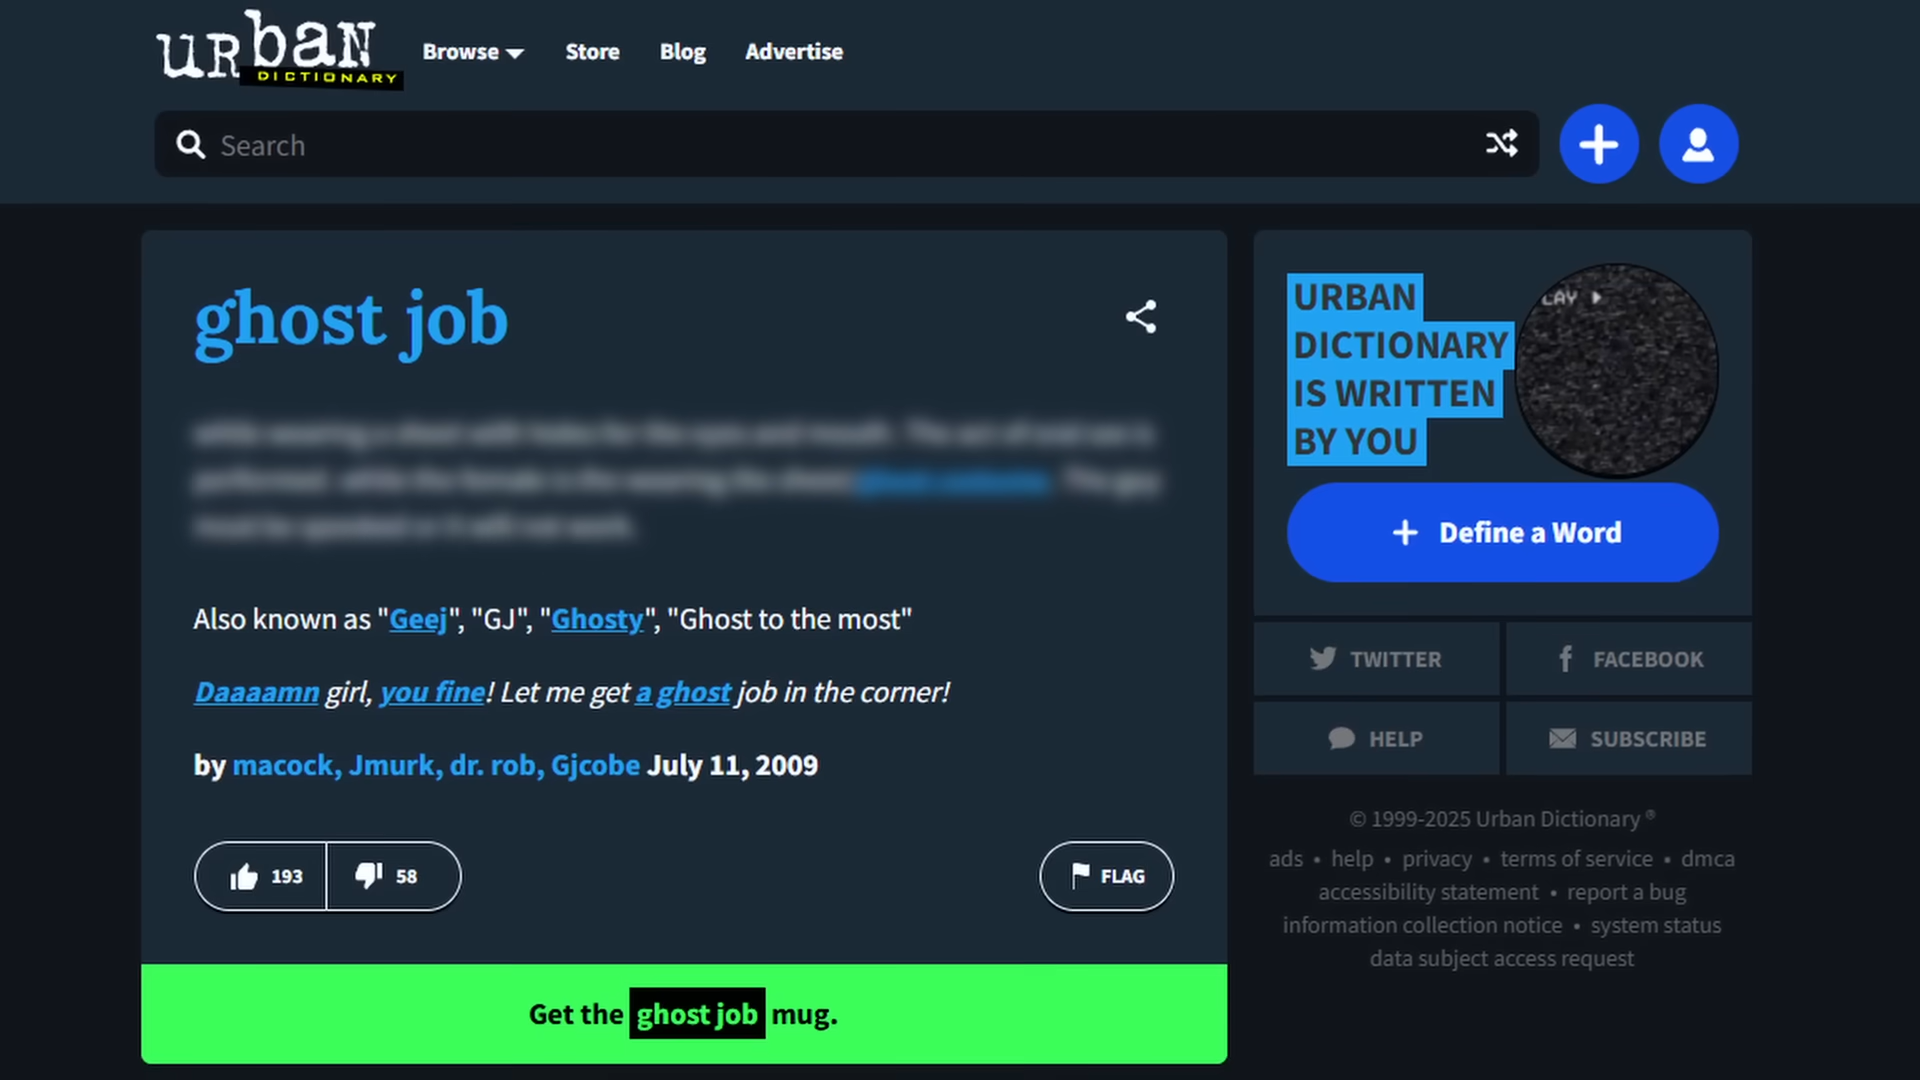 urban
DICTIONARY
Browse
Store
Blog
Advertise
Search
ghost job
Also known as "Geej", "GJ", "Ghosty", "Ghost to the most"
Daaaamn girl, you fine! Let me get a ghost job in the corner!
by macock, Jmurk, dr. rob, Gjcobe July 11, 2009
193
58
FLAG
Get the ghost job mug.
URBAN
DICTIONARY
IS WRITTEN
BY YOU
LAY
Define a Word
TWITTER
FACEBOOK
HELP
SUBSCRIBE
© 1999-2025 Urban Dictionary ®
ads • help • privacy • terms of service • dmca
accessibility statement • report a bug
information collection notice • system status
data subject access request